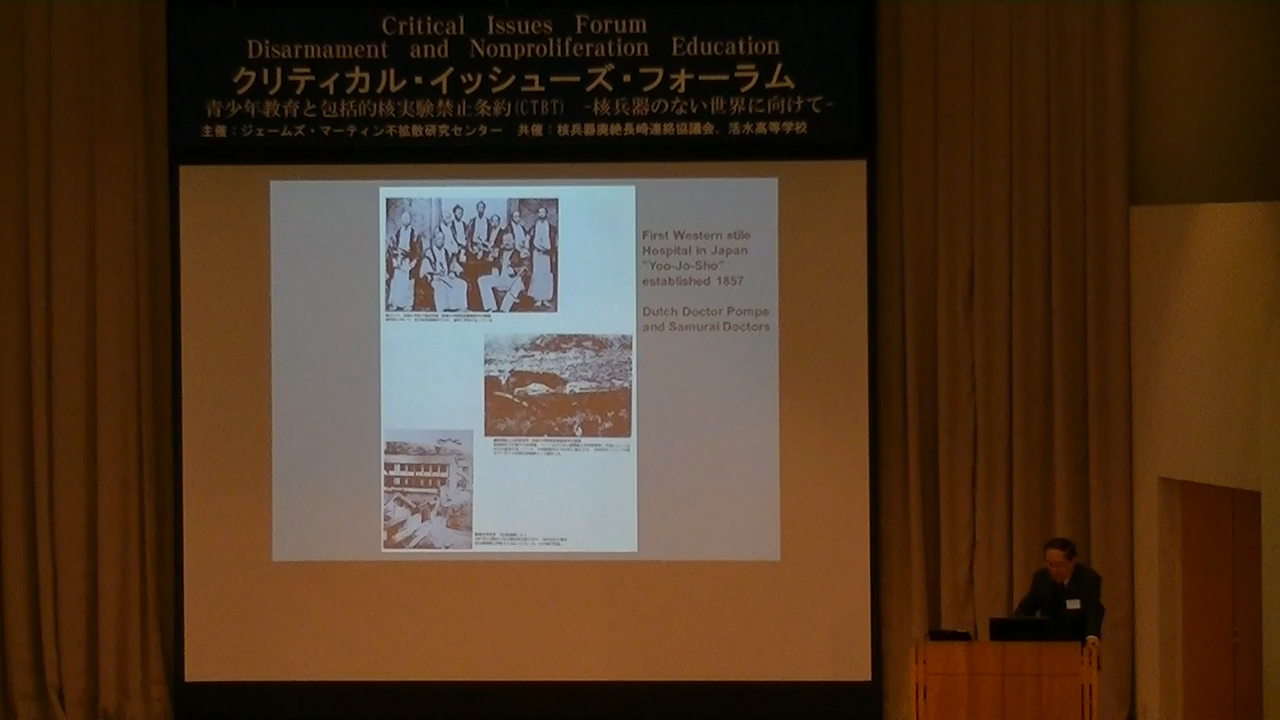 Critical Issues Forum
Disarmament and Nonproliferation Education
クリティカル・イッシューズ・フォーラム
青少年教育と包括的核実験禁止条約(CTBT) -核兵器のない世界に向けて-
主催:ジェームズ・マーティン不拡散研究センター 共催:核兵器廃絶長崎連絡協議会、活水高等学校
First Western stile
Hospital in Japan
"Yoo-Jo-Sho"
established 1857
Dutch Doctor Pompe
and Samurai Doctors